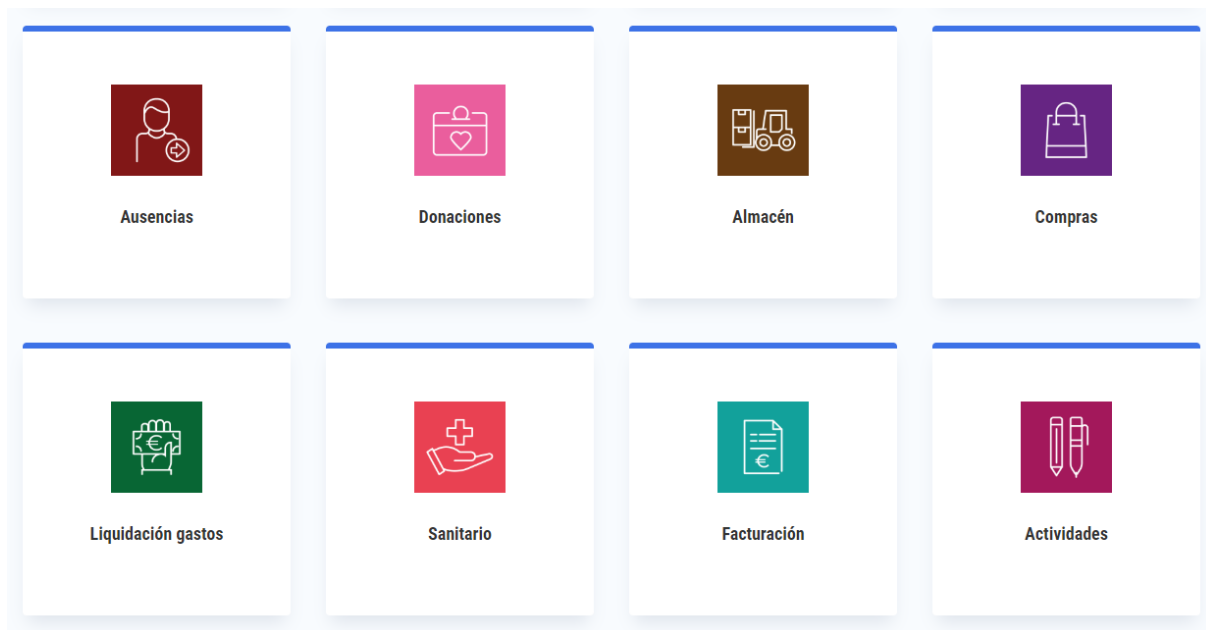 Ausencias
Donaciones
Almacén
Compras
€
Liquidación gastos
Sanitario
€
Facturación
Actividades